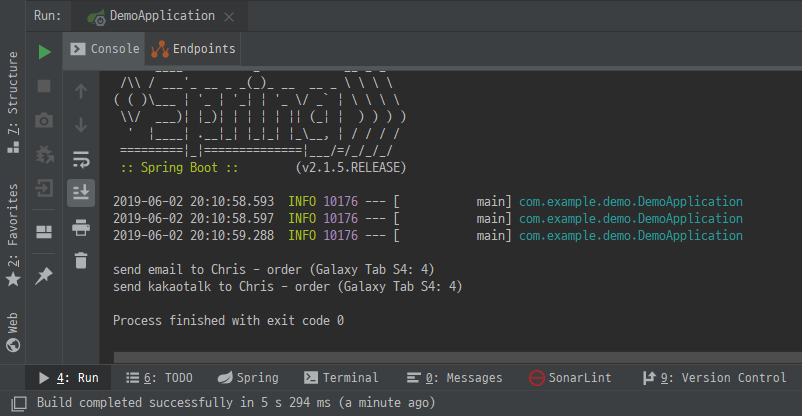 Run: DemoApplication
Console Endpoints
 /\\ / ___'_ __ _ _(_)_ __  __ _ \ \ \ \
( ( )\___ | '_ | '_| | '_ \/ _` | \ \ \ \
 \\/  ___)| |_)| | | | | || (_| |  ) ) ) )
  '  |____| .__|_| |_|_| |_\__, | / / / /
 =========|_|==============|___/=/_/_/_/
 :: Spring Boot ::        (v2.1.5.RELEASE)
2019-06-02 20:10:58.593  INFO 10176 --- [           main] com.example.demo.DemoApplication
2019-06-02 20:10:58.597  INFO 10176 --- [           main] com.example.demo.DemoApplication
2019-06-02 20:10:59.288  INFO 10176 --- [           main] com.example.demo.DemoApplication
send email to Chris - order (Galaxy Tab S4: 4)
send kakaotalk to Chris - order (Galaxy Tab S4: 4)
Process finished with exit code 0
7: Structure
2: Favorites
Web
4: Run 6: TODO Spring Terminal 0: Messages SonarLint 9: Version Control
Build completed successfully in 5 s 294 ms (a minute ago)